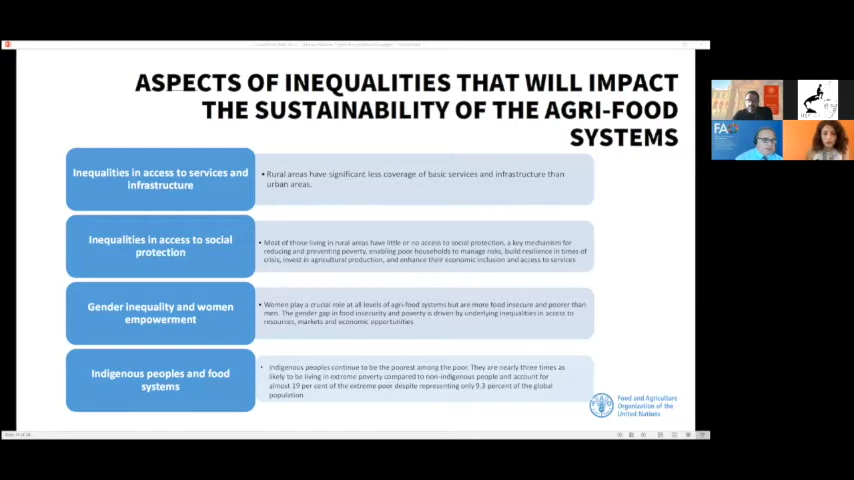 ASPECTS OF INEQUALITIES THAT WILL IMPACT
THE SUSTAINABILITY OF THE AGRI-FOOD
SYSTEMS
Inequalities in access to services and
infrastructure
• Rural areas have significant less coverage of basic services and infrastructure than
urban areas.
Inequalities in access to social
protection
• Most of those living in rural areas have little or no access to social protection, a key mechanism for
reducing and preventing poverty, enabling poor households to manage risks, build resilience in times of
crisis, invest in agricultural production, and enhance their economic inclusion and access to services
Gender inequality and women
empowerment
• Women play a crucial role at all levels of agri-food systems but are more food insecure and poorer than
men. The gender gap in food insecurity and poverty is driven by underlying inequalities in access to
resources, markets and economic opportunities
Indigenous peoples and food
systems
• Indigenous peoples continue to be the poorest among the poor. They are nearly three times as
likely to be living in extreme poverty compared to non-indigenous people and account for
almost 19 per cent of the extreme poor despite representing only 9.3 percent of the global
population
Food and Agriculture
Organization of the
United Nations
FA